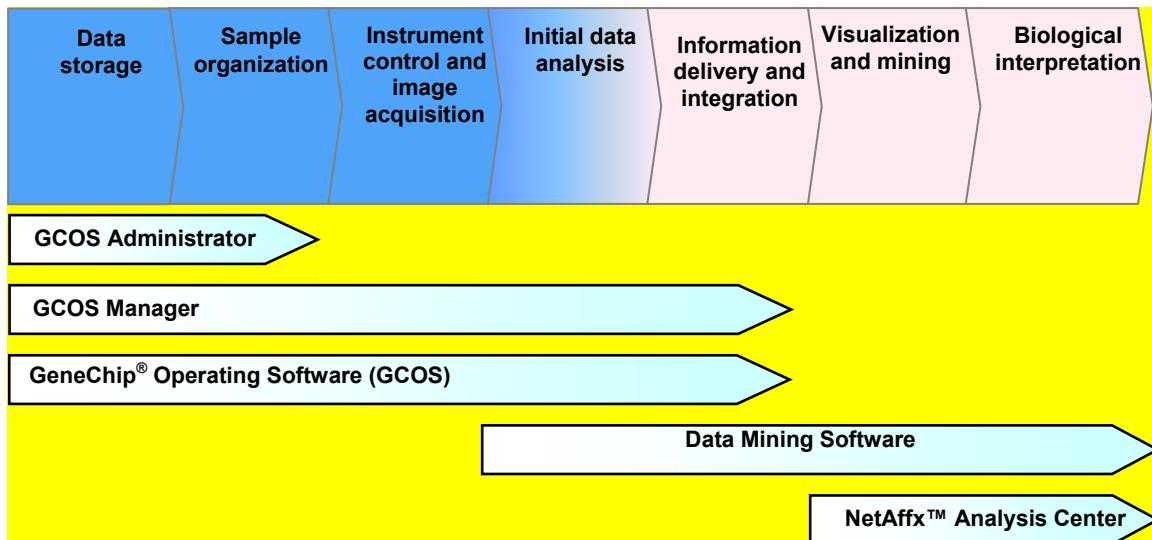 Data
storage
Sample
organization
Instrument
control and
image
acquisition
Initial data
analysis
Information
delivery and
integration
Visualization
and mining
Biological
interpretation
GCOS Administrator
GCOS Manager
GeneChip® Operating Software (GCOS)
Data Mining Software
NetAffx™ Analysis Center